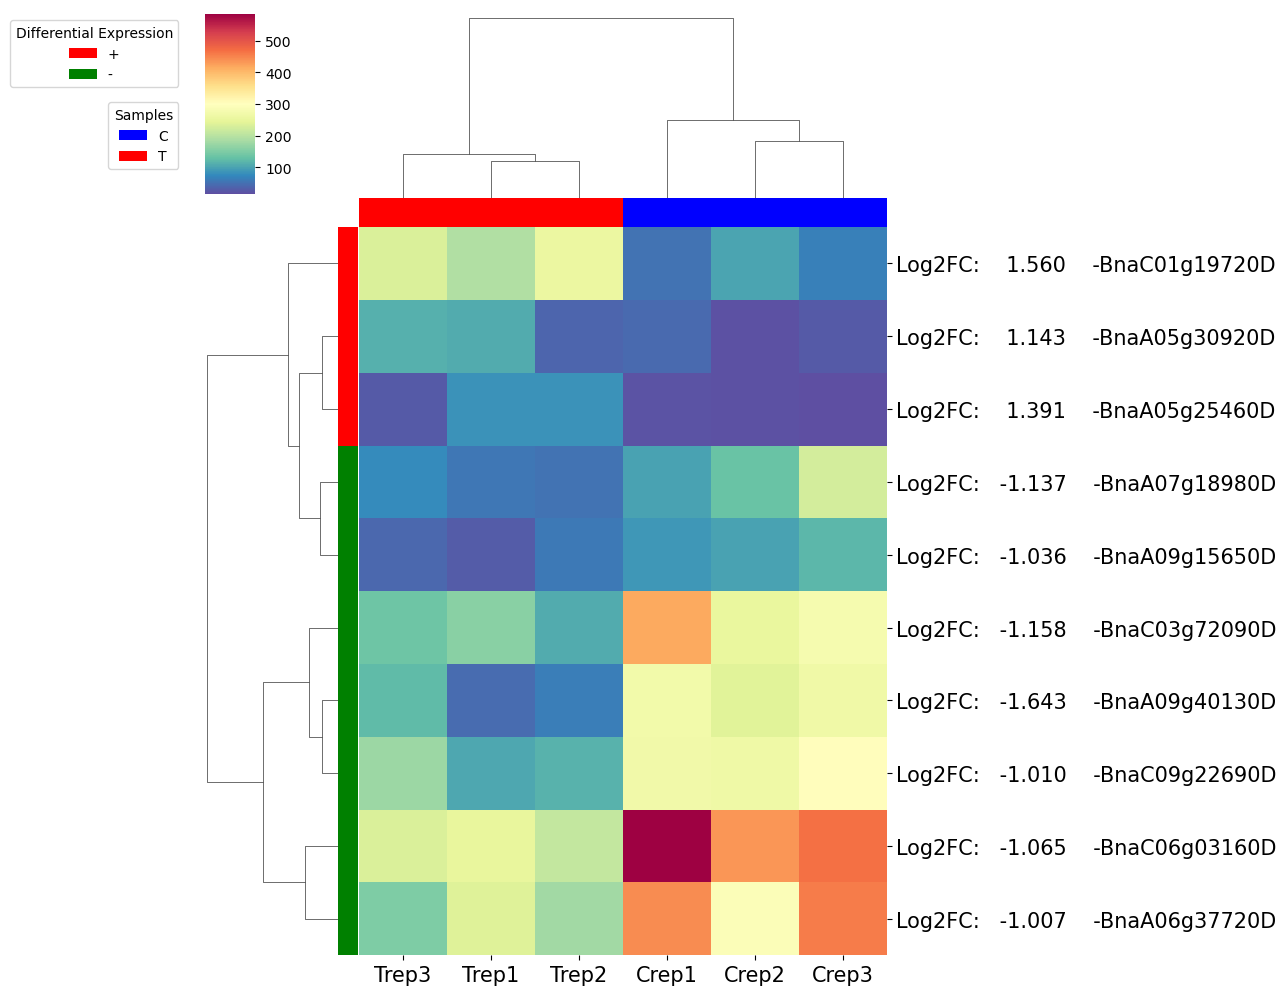 Differential Expression
+
-
Samples
C
T
500
400
300
200
100
Log2FC: 1.560 -BnaC01g19720D
Log2FC: 1.143 -BnaA05g30920D
Log2FC: 1.391 -BnaA05g25460D
Log2FC: -1.137 -BnaA07g18980D
Log2FC: -1.036 -BnaA09g15650D
Log2FC: -1.158 -BnaC03g72090D
Log2FC: -1.643 -BnaA09g40130D
Log2FC: -1.010 -BnaC09g22690D
Log2FC: -1.065 -BnaC06g03160D
Log2FC: -1.007 -BnaA06g37720D
Trep3 Trep1 Trep2 Crep1 Crep2 Crep3